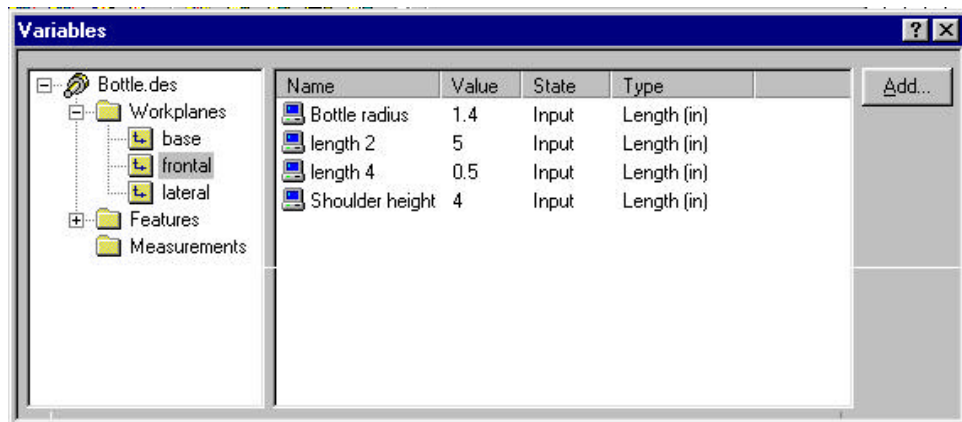 Variables
Bottle.des
Workplanes
base
frontal
lateral
Features
Measurements
Name Value State Type
Bottle radius 1.4 Input Length (in)
length 2 5 Input Length (in)
length 4 0.5 Input Length (in)
Shoulder height 4 Input Length (in)
Add...